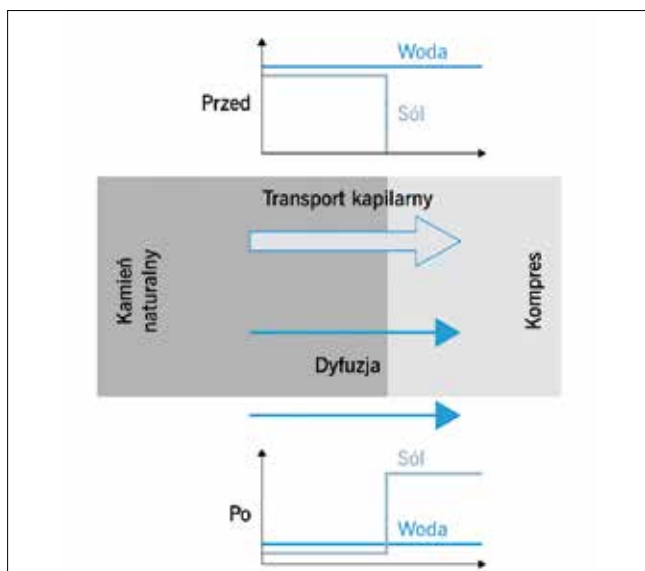 Woda
Przed
Sól
Transport kapilarny
Kamień
naturalny
Kompres
Dyfuzja
Sól
Po
Woda